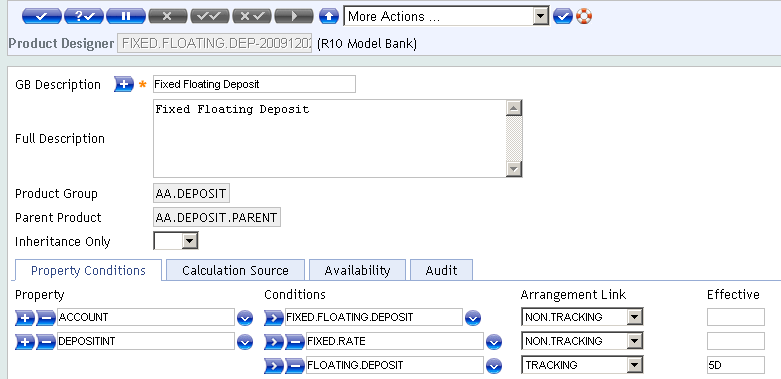 More Actions ...
Product Designer FIXED.FLOATING.DEP-2009120 (R10 Model Bank)
GB Description * Fixed Floating Deposit
Full Description Fixed Floating Deposit
Product Group AA.DEPOSIT
Parent Product AA.DEPOSIT.PARENT
Inheritance Only
Property Conditions Calculation Source Availability Audit
Property Conditions Arrangement Link Effective
ACCOUNT FIXED.FLOATING.DEPOSIT NON.TRACKING
DEPOSITINT FIXED.RATE NON.TRACKING
FLOATING.DEPOSIT TRACKING 5D